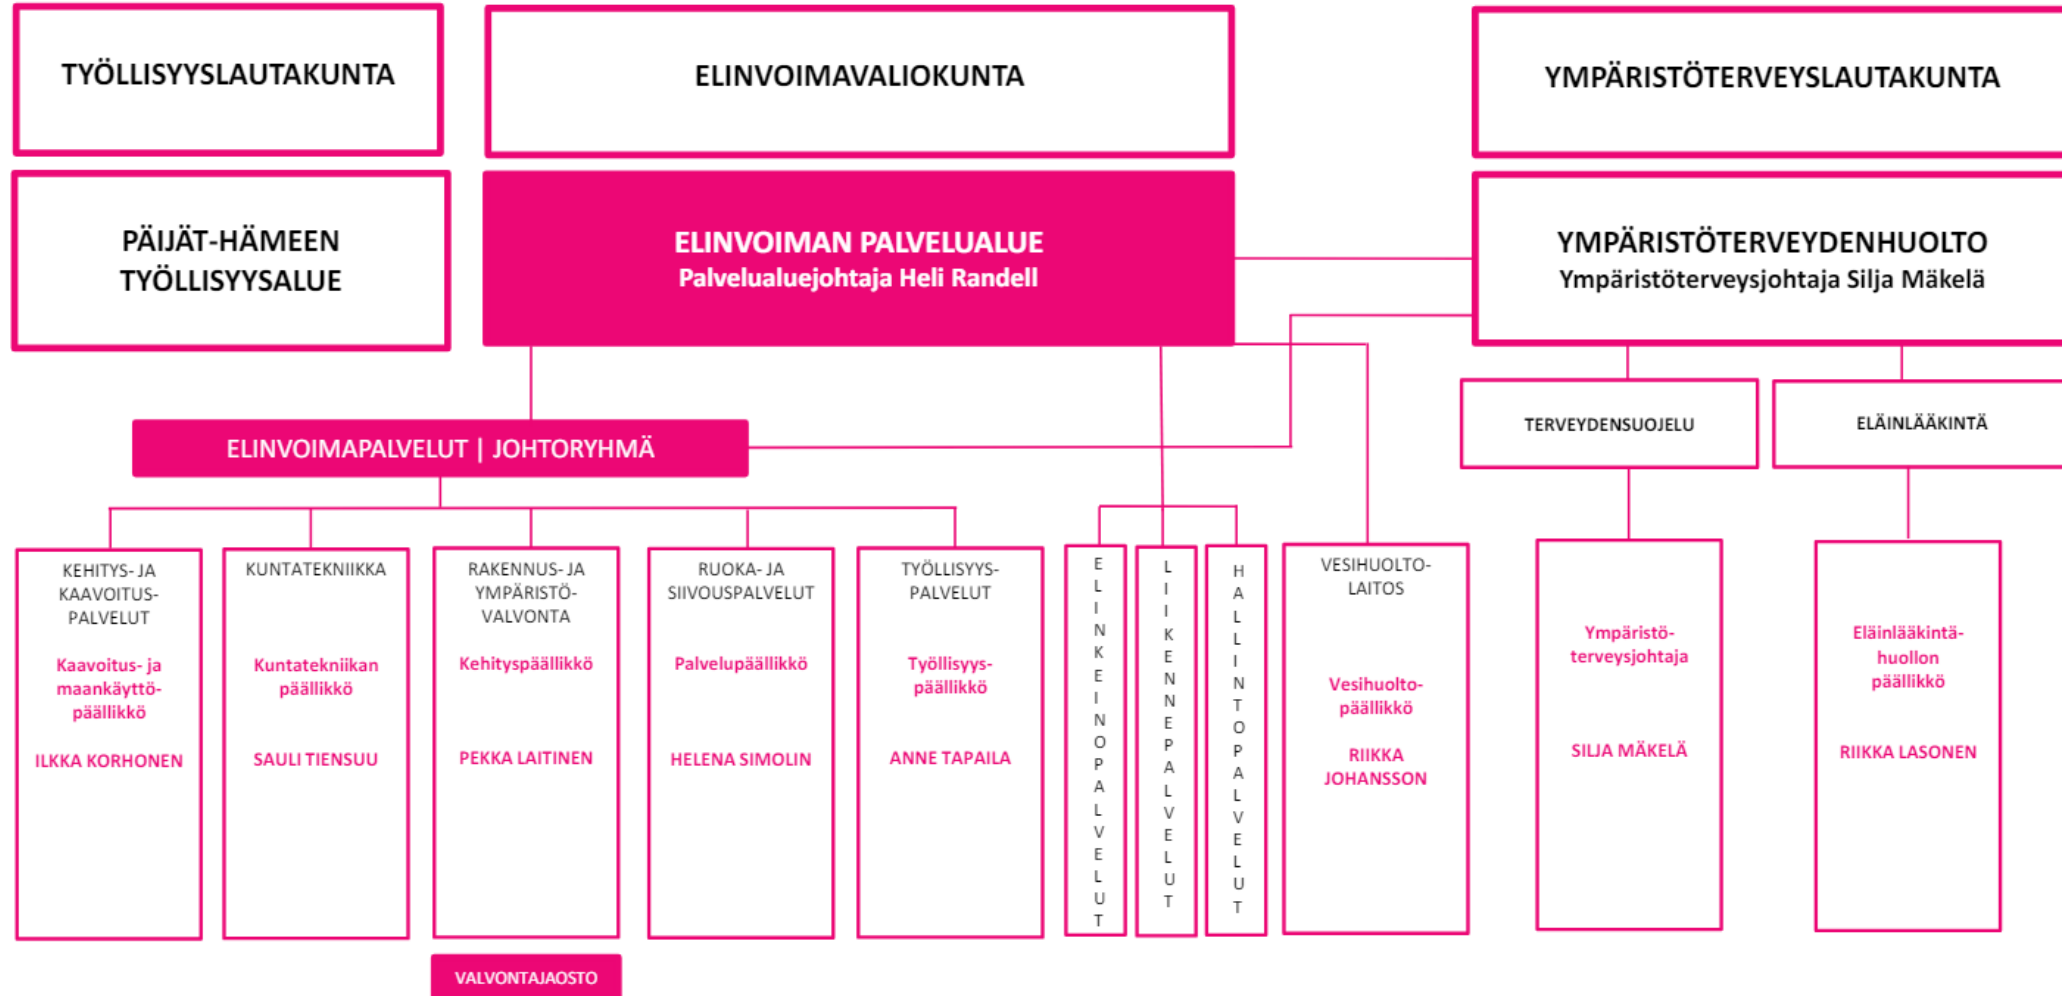 TYÖLLISYYSLAUTAKUNTA
ELINVOIMAVALIOKUNTA
YMPÄRISTÖTERVEYSLAUTAKUNTA
PÄIJÄT-HÄMEEN
TYÖLLISYYSALUE
ELINVOIMAN PALVELUALUE
Palvelualuejohtaja Heli Randell
YMPÄRISTÖTERVEYDENHUOLTO
Ympäristöterveysjohtaja Silja Mäkelä
ELINVOIMAPALVELUT | JOHTORYHMÄ
TERVEYDENSUOJELU
ELÄINLÄÄKINTÄ
KEHITYS- JA
KAAVOITUS-
PALVELUT
Kaavoitus- ja
maankäyttö-
päällikkö
ILKKA KORHONEN
KUNTATEKNIIKKA
Kuntatekniikan
päällikkö
SAULI TIENSUU
RAKENNUS- JA
YMPÄRISTÖ-
VALVONTA
Kehityspäällikkö
PEKKA LAITINEN
RUOKA- JA
SIIVOUSPALVELUT
Palvelupäällikkö
HELENA SIMOLIN
TYÖLLISYYS-
PALVELUT
Työllisyys-
päällikkö
ANNE TAPAILA
ELINKEINOPALVELUT
LIIKENNEPALVELUT
HALLINTOPALVELUT
VESIHUOLTO-
LAITOS
Vesihuolto-
päällikkö
RIIKKA
JOHANSSON
Ympäristö-
terveysjohtaja
SILJA MÄKELÄ
Eläinlääkintä-
huollon
päällikkö
RIIKKA LASONEN
VALVONTAJAOSTO